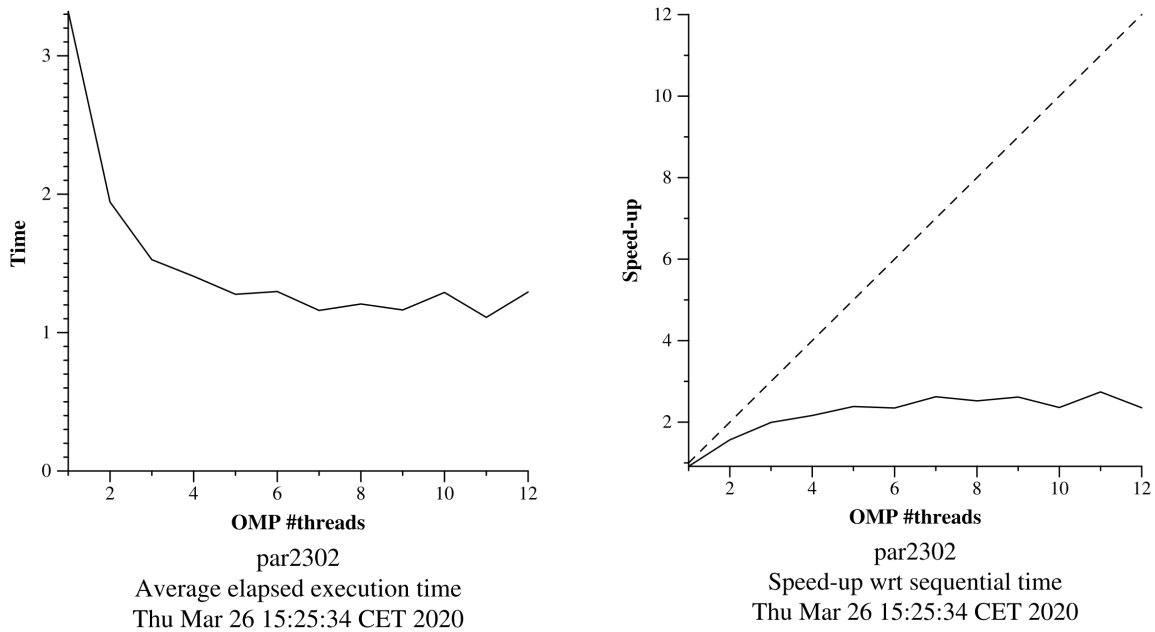 3
2
1
0
Time
2
4
6
8
10
12
OMP #threads
par2302
Average elapsed execution time
Thu Mar 26 15:25:34 CET 2020
12
10
8
6
4
2
Speed-up
2
4
6
8
10
12
OMP #threads
par2302
Speed-up wrt sequential time
Thu Mar 26 15:25:34 CET 2020